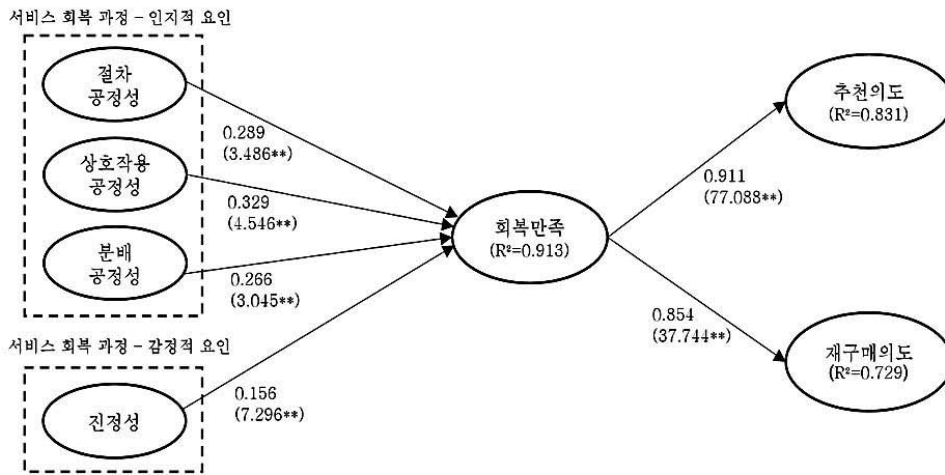 서비스 회복 과정 – 인지적 요인
절차
공정성
상호작용
공정성
분배
공정성
서비스 회복 과정 – 감정적 요인
진정성
0.289
(3.486**)
0.329
(4.546**)
0.266
(3.045**)
0.156
(7.296**)
회복만족
(R²=0.913)
0.911
(77.088**)
0.854
(37.744**)
추천의도
(R²=0.831)
재구매의도
(R²=0.729)